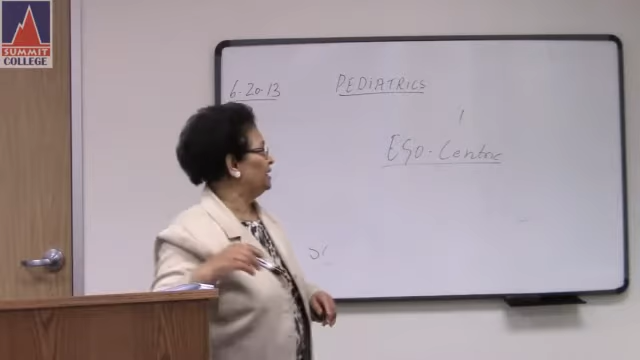 SUMMIT
COLLEGE
6-20-13
PEDIATRICS
Ego-Centric